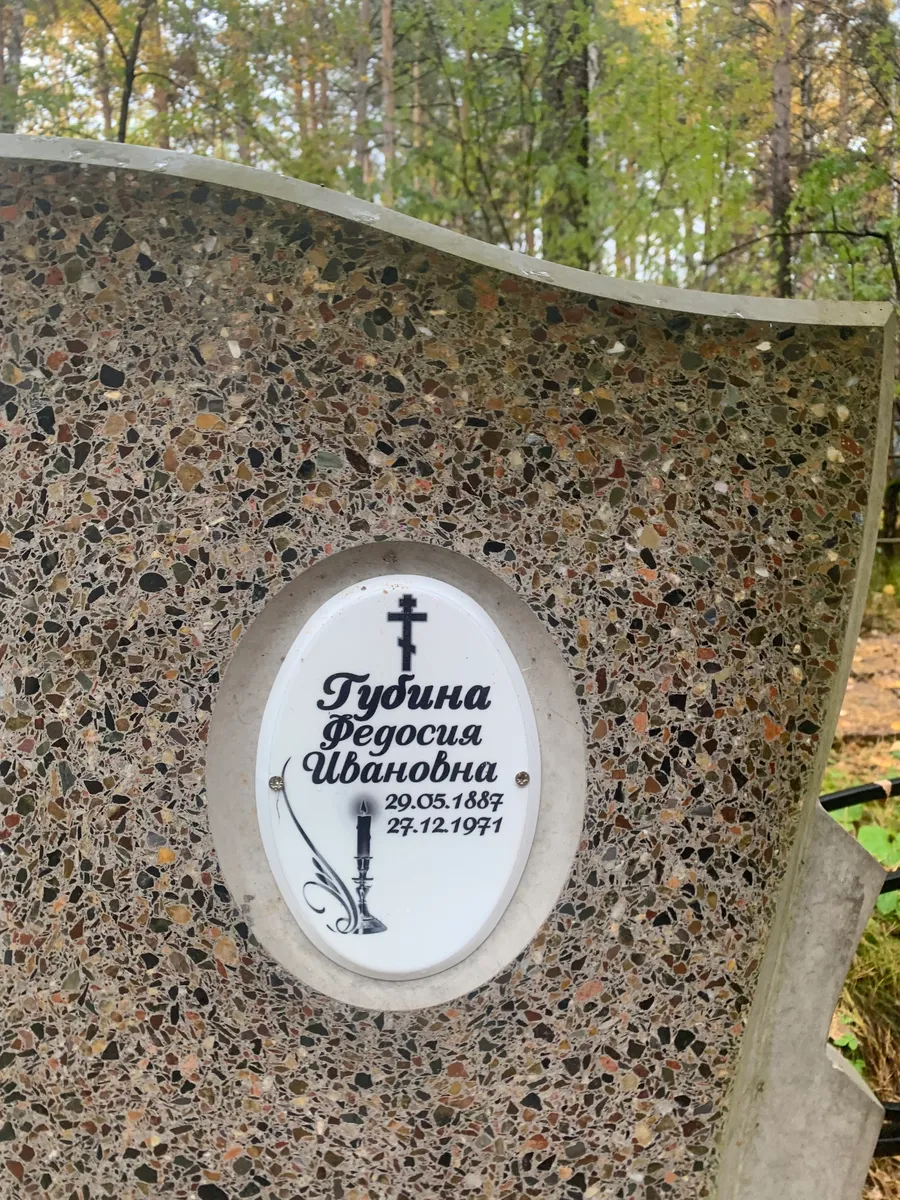 Губина
Федосия
Ивановна
29.05.1887
27.12.1971